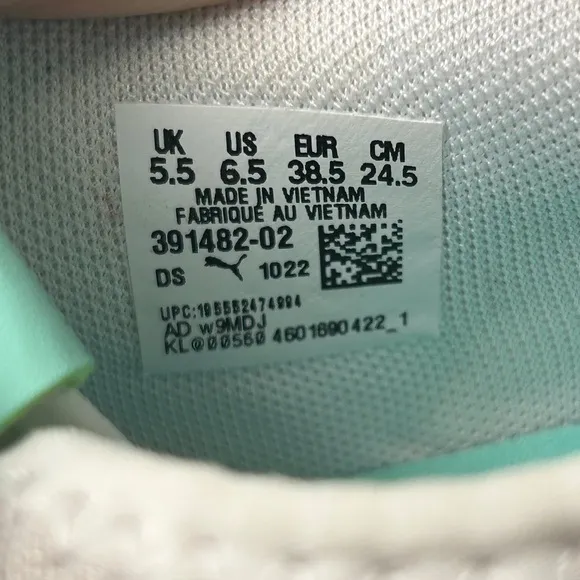 UK US EUR CM
5.5 6.5 38.5 24.5
MADE IN VIETNAM
FABRIQUÉ AU VIETNAM
391482-02
DS 1022
UPC:195552474994
AD w9MDJ
KL@00560 4601690422_1